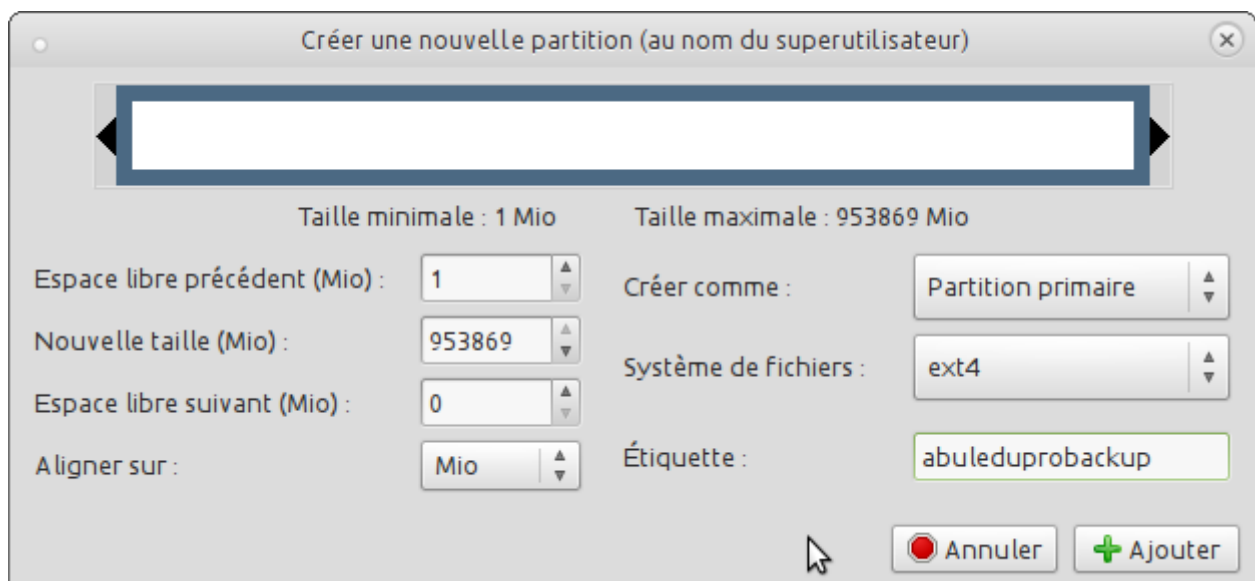 Créer une nouvelle partition (au nom du superutilisateur)
Taille minimale : 1 Mio
Taille maximale : 953869 Mio
Espace libre précédent (Mio) :
1
Créer comme :
Partition primaire
Nouvelle taille (Mio) :
953869
Système de fichiers :
ext4
Espace libre suivant (Mio) :
0
Aligner sur :
Mio
Étiquette :
abuleduprobackup
Annuler
Ajouter